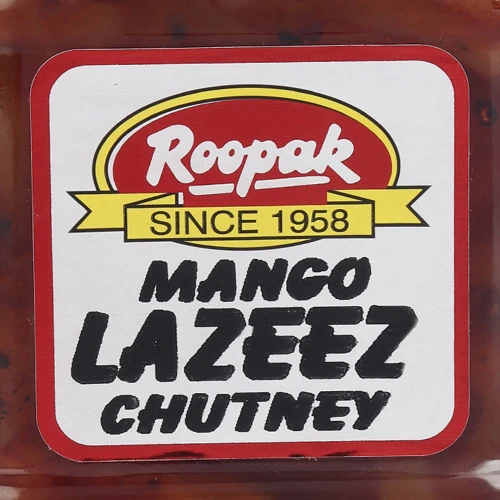 Roopak
SINCE 1958
MANGO
LAZEEZ
CHUTNEY